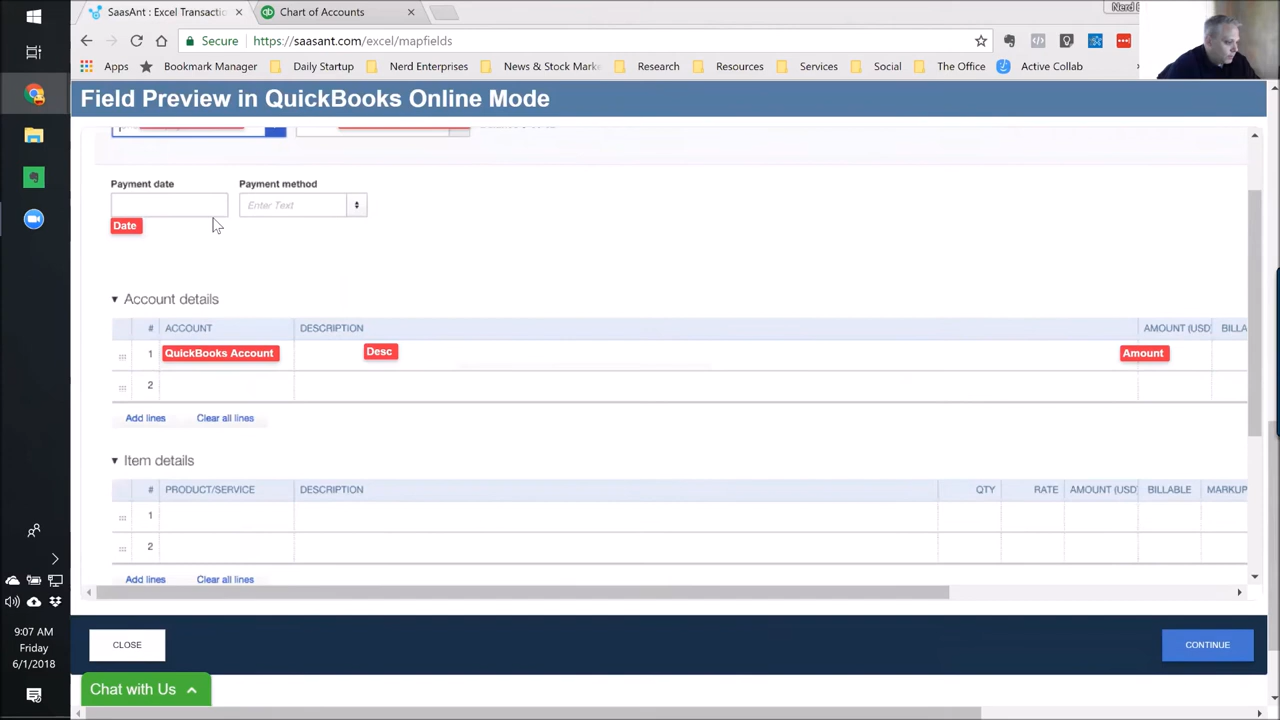 SaasAnt : Excel Transactio
Chart of Accounts
Secure
https://saasant.com/excel/mapfields
Apps
Bookmark Manager
Daily Startup
Nerd Enterprises
News & Stock Mark
Research
Resources
Services
Social
The Office
Active Collab
Field Preview in QuickBooks Online Mode
Payment date
Payment method
Enter Text
Date
Account details
# ACCOUNT DESCRIPTION AMOUNT (USD) BILLA
1 QuickBooks Account Desc Amount
2
Add lines Clear all lines
Item details
# PRODUCT/SERVICE DESCRIPTION QTY RATE AMOUNT (USD) BILLABLE MARKUP
1
2
Add lines Clear all lines
CLOSE
CONTINUE
Chat with Us
9:07 AM
Friday
6/1/2018